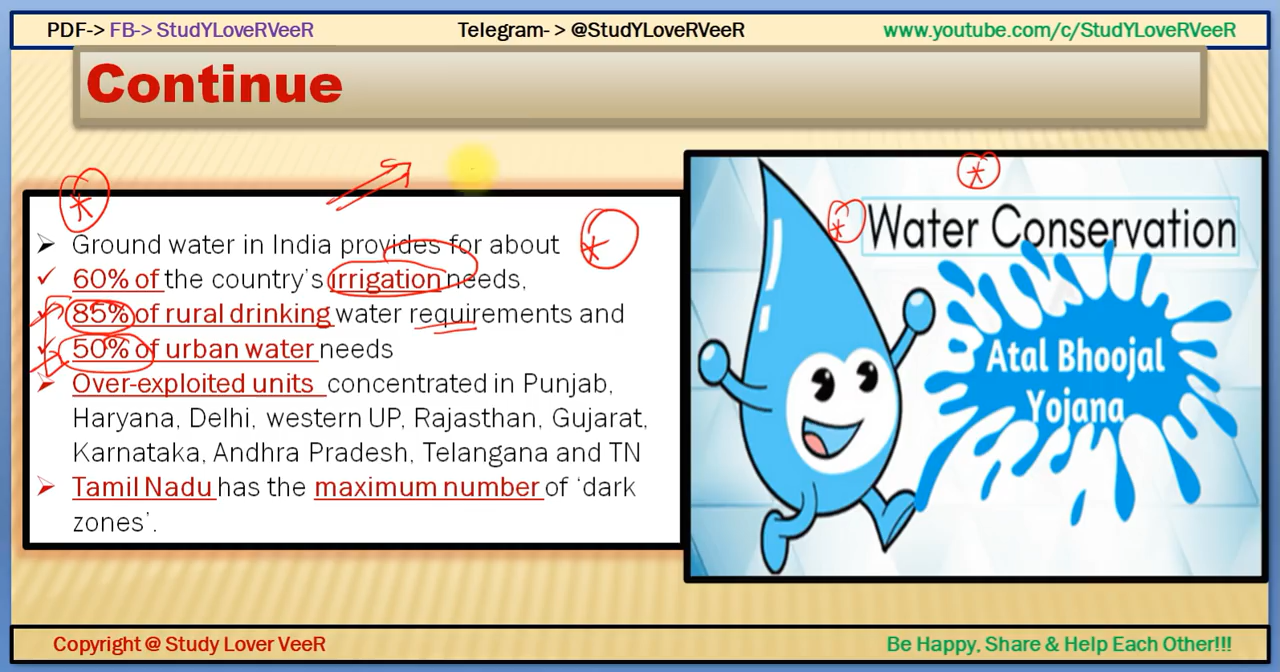 PDF-> FB-> StudYLoveRVeeR Telegram- > @StudYLoveRVeeR www.youtube.com/c/StudYLoveRVeeR
Continue
➢ Ground water in India provides for about
✓ 60% of the country's irrigation needs,
✓ 85% of rural drinking water requirements and
✓ 50% of urban water needs
➢ Over-exploited units concentrated in Punjab,
Haryana, Delhi, western UP, Rajasthan, Gujarat,
Karnataka, Andhra Pradesh, Telangana and TN
➢ Tamil Nadu has the maximum number of ‘dark
zones’.
Water Conservation
Atal Bhoojal
Yojana
Copyright @ Study Lover VeeR Be Happy, Share & Help Each Other!!!